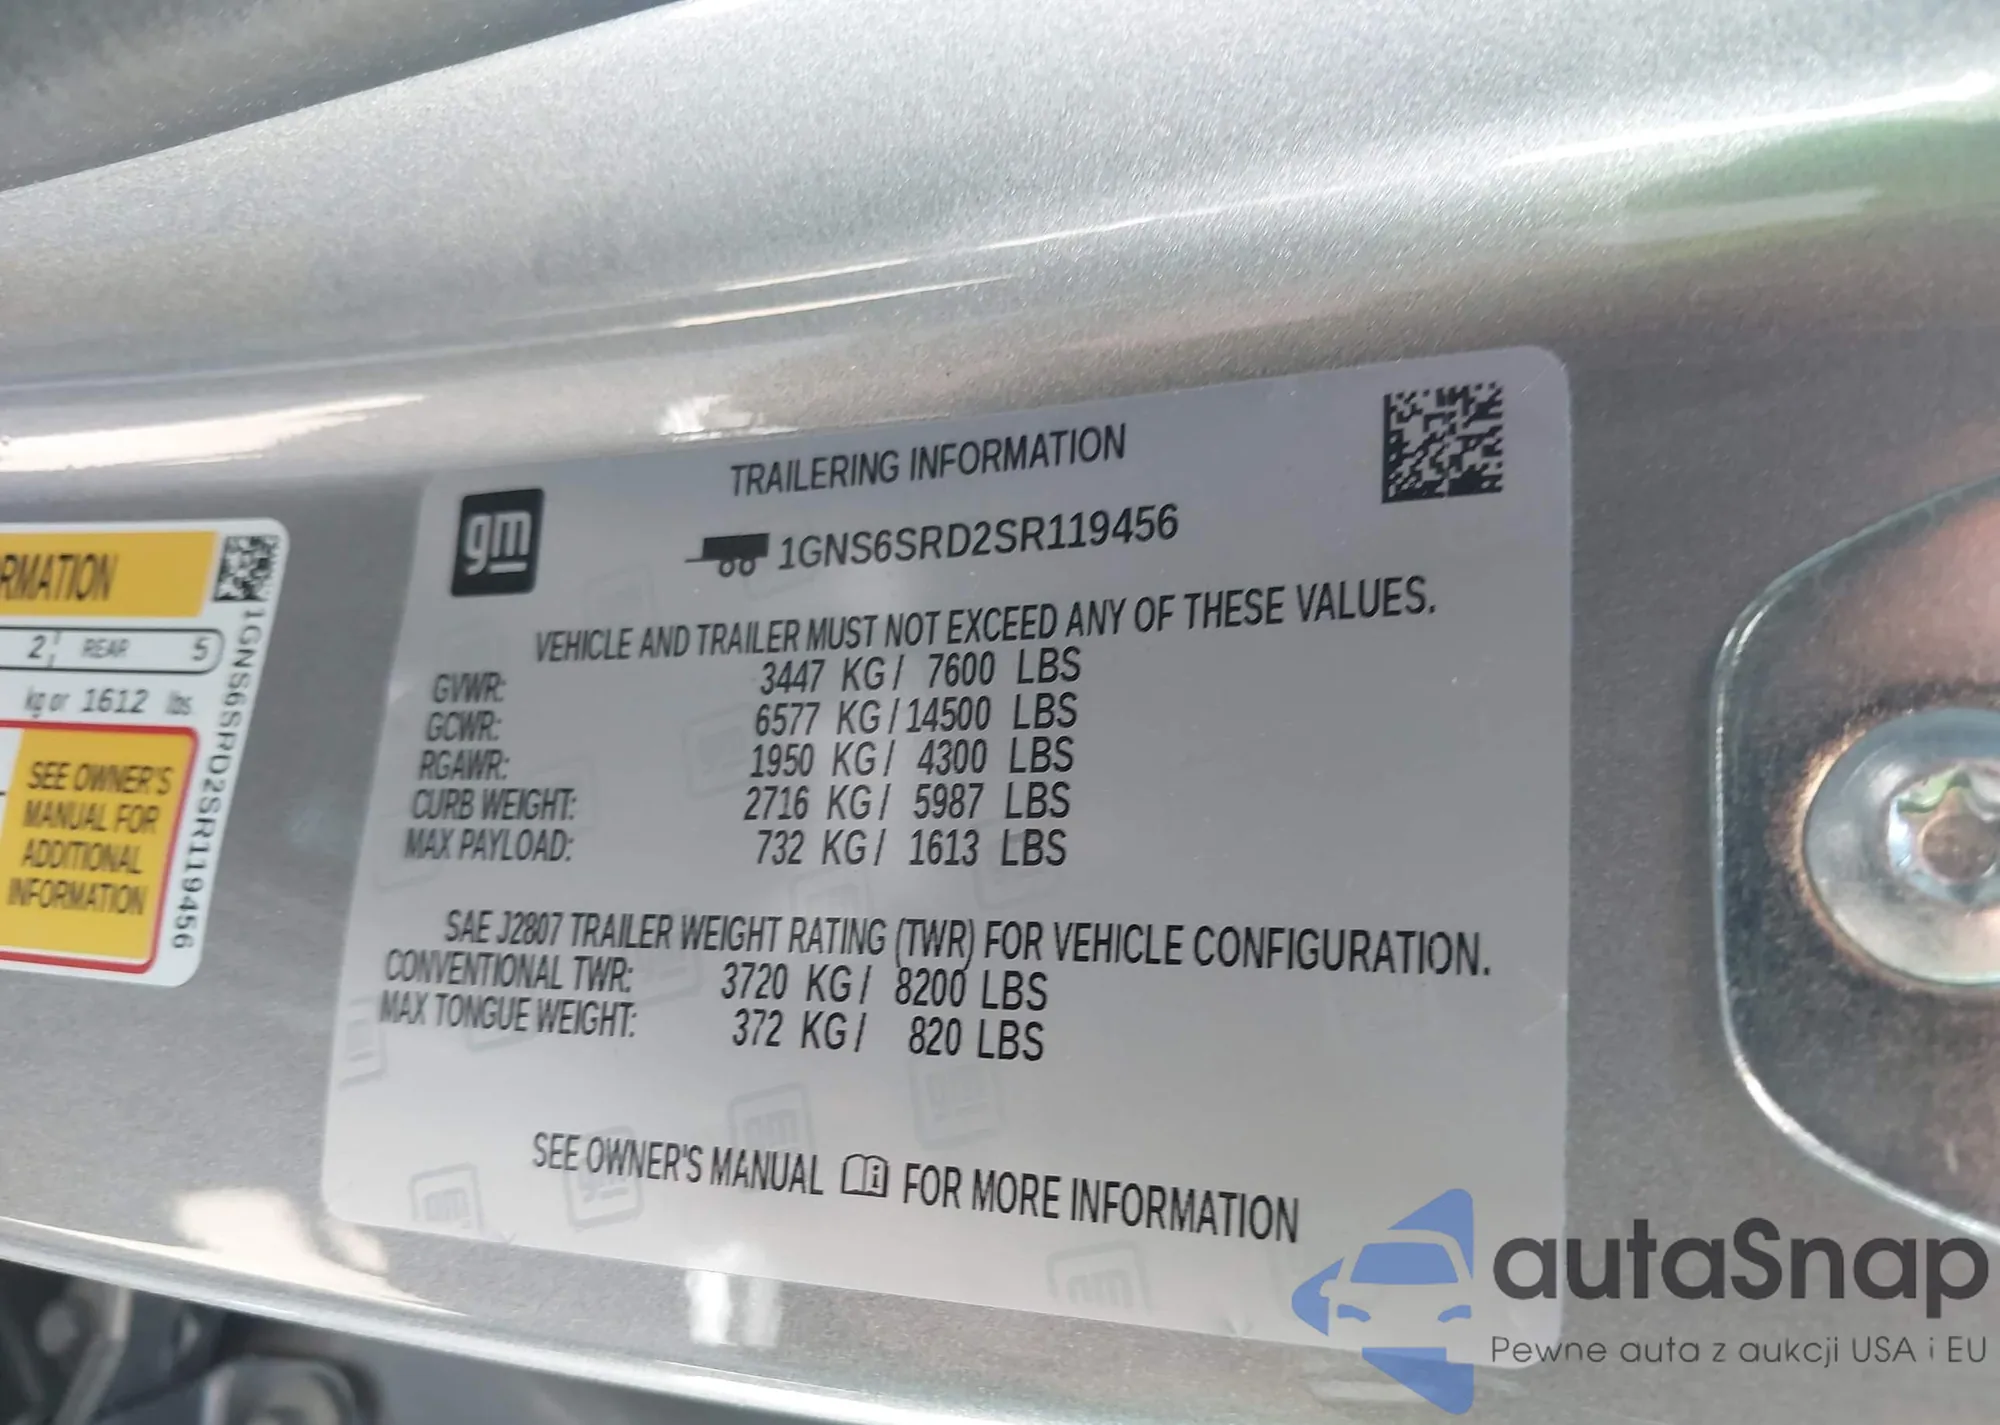 RMATION
2 REAR 5
kg or 1612 lbs
SEE OWNER'S
MANUAL FOR
ADDITIONAL
INFORMATION
1GNS6SRD2SR119456
gm
TRAILERING INFORMATION
1GNS6SRD2SR119456
VEHICLE AND TRAILER MUST NOT EXCEED ANY OF THESE VALUES.
GVWR: 3447 KG/ 7600 LBS
GCWR: 6577 KG/14500 LBS
RGAWR: 1950 KG/ 4300 LBS
CURB WEIGHT: 2716 KG/ 5987 LBS
MAX PAYLOAD: 732 KG/ 1613 LBS
SAE J2807 TRAILER WEIGHT RATING (TWR) FOR VEHICLE CONFIGURATION.
CONVENTIONAL TWR: 3720 KG/ 8200 LBS
MAX TONGUE WEIGHT: 372 KG/ 820 LBS
SEE OWNER'S MANUAL FOR MORE INFORMATION
autaSnap
Pewne auta z aukcji USA i EU